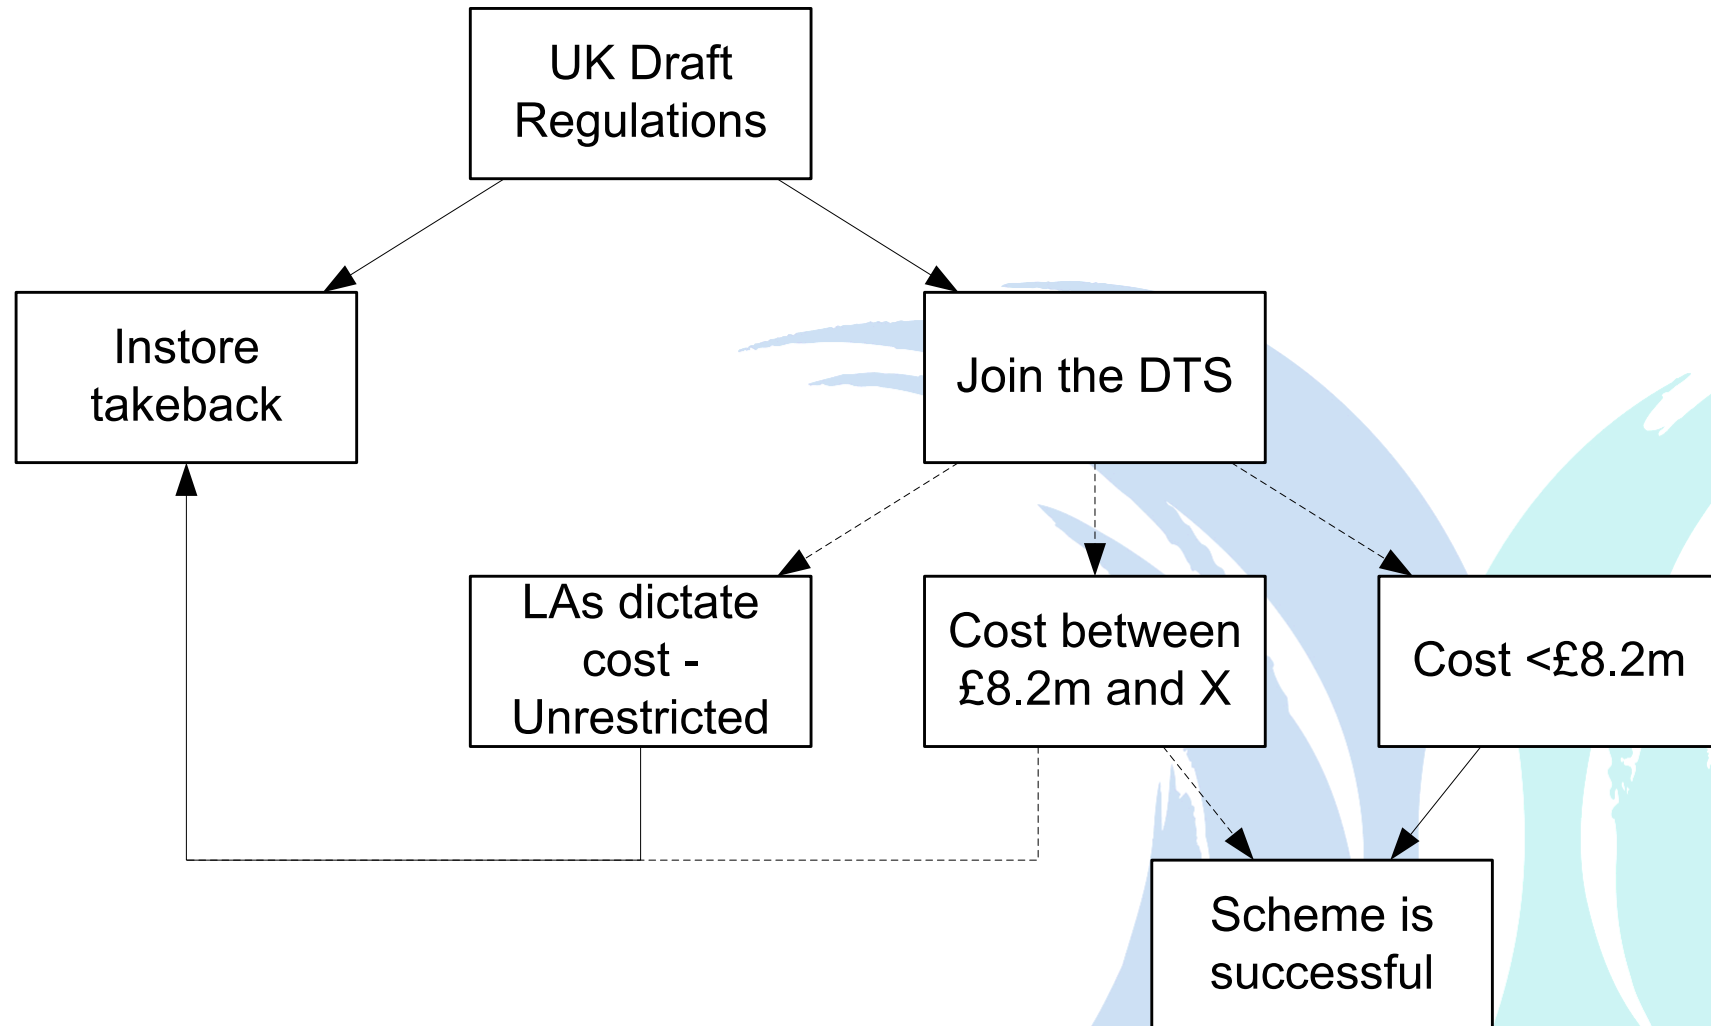 UK Draft
Regulations
Instore
takeback
Join the DTS
LAs dictate
cost -
Unrestricted
Cost between
£8.2m and X
Cost <£8.2m
Scheme is
successful